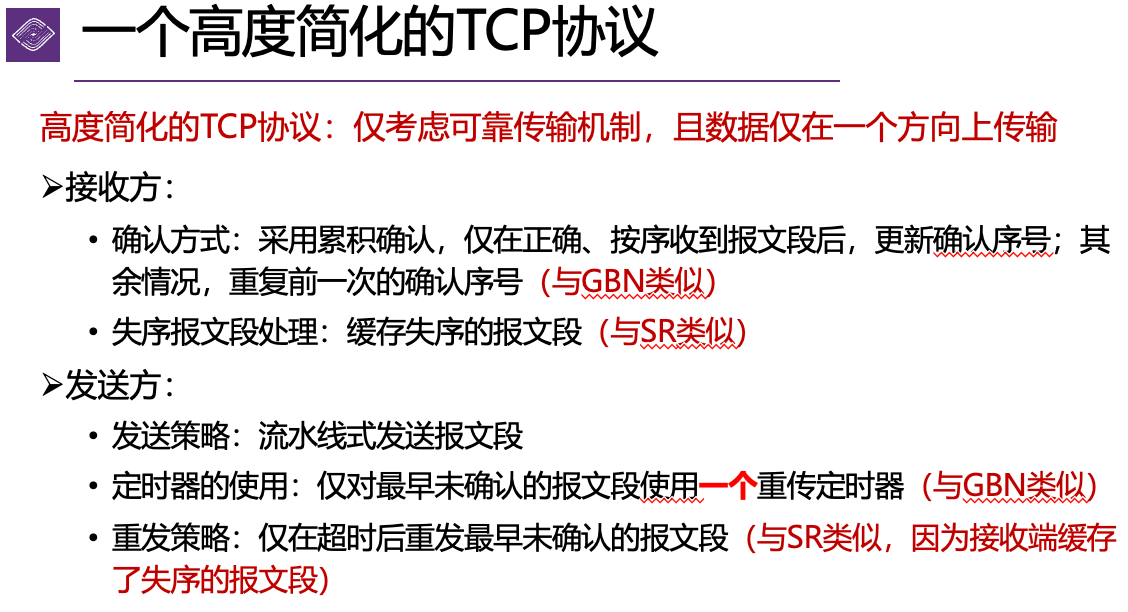 一个高度简化的TCP协议
高度简化的TCP协议：仅考虑可靠传输机制，且数据仅在一个方向上传输
➢接收方：
• 确认方式：采用累积确认，仅在正确、按序收到报文段后，更新确认序号；其
余情况，重复前一次的确认序号（与GBN类似）
• 失序报文段处理：缓存失序的报文段（与SR类似）
➢发送方：
• 发送策略：流水线式发送报文段
• 定时器的使用：仅对最早未确认的报文段使用一个重传定时器（与GBN类似）
• 重发策略：仅在超时后重发最早未确认的报文段（与SR类似，因为接收端缓存
了失序的报文段）